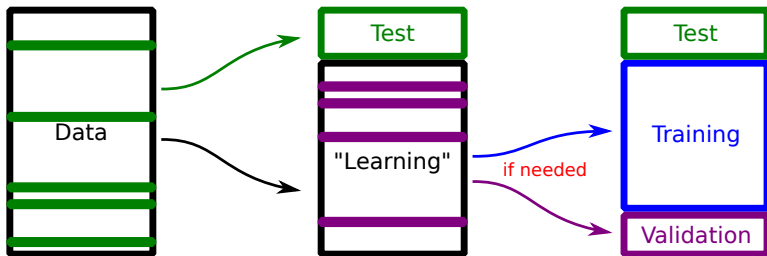 Data
Test
"Learning"
if needed
Test
Training
Validation